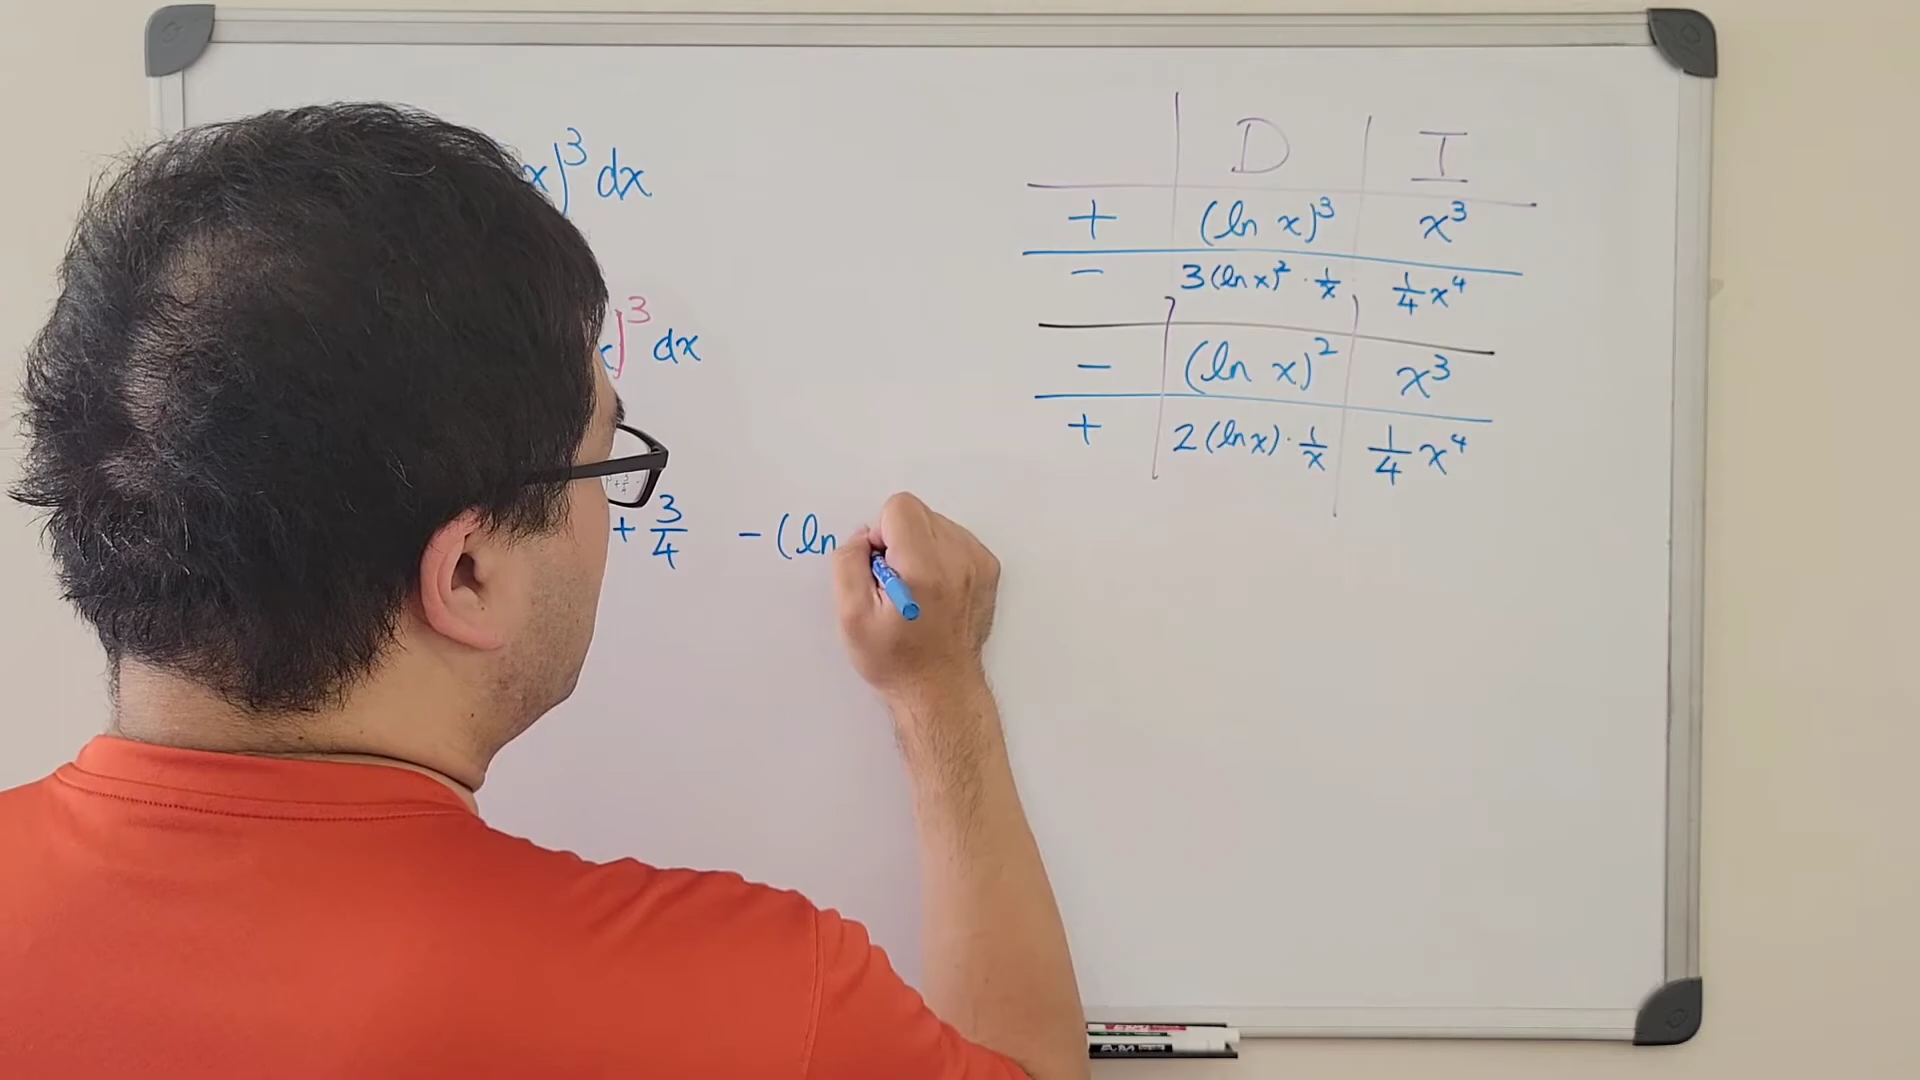 x)³ dx
)³ dx
+ 3/4 - (ln
D I
+ (ln x)³ x³
- 3(ln x)² · 1/x 1/4 x⁴
- (ln x)² x³
+ 2(ln x) · 1/x 1/4 x⁴